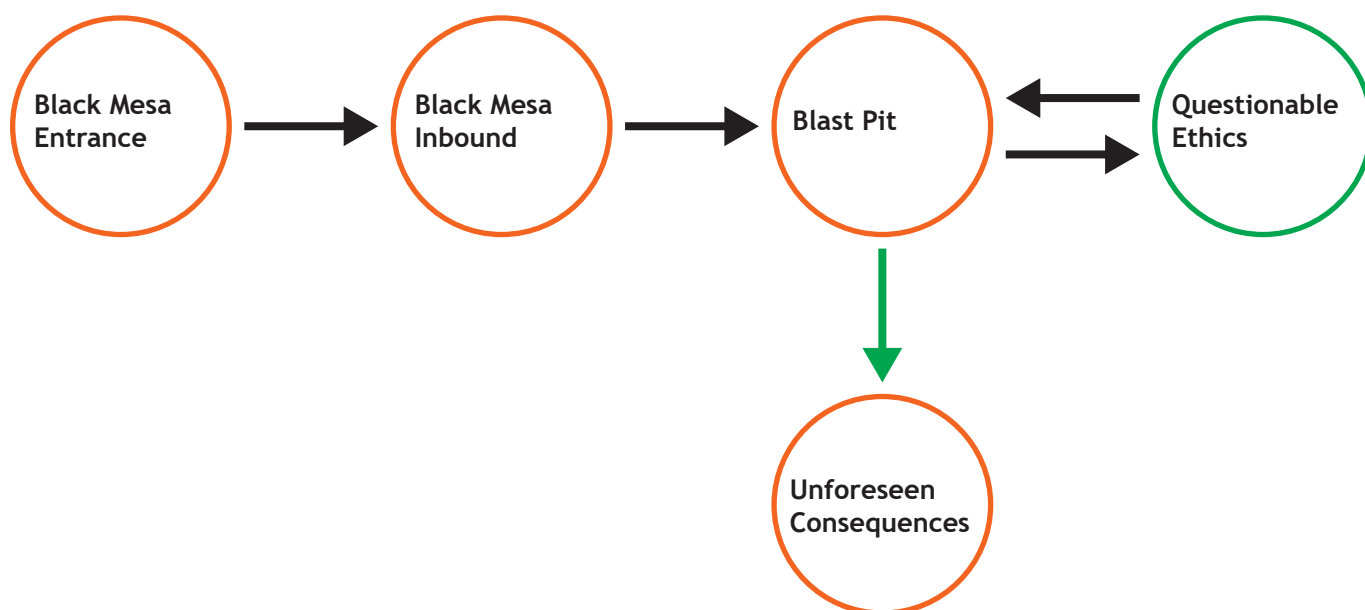 Black Mesa
Entrance
Black Mesa
Inbound
Blast Pit
Questionable
Ethics
Unforeseen
Consequences